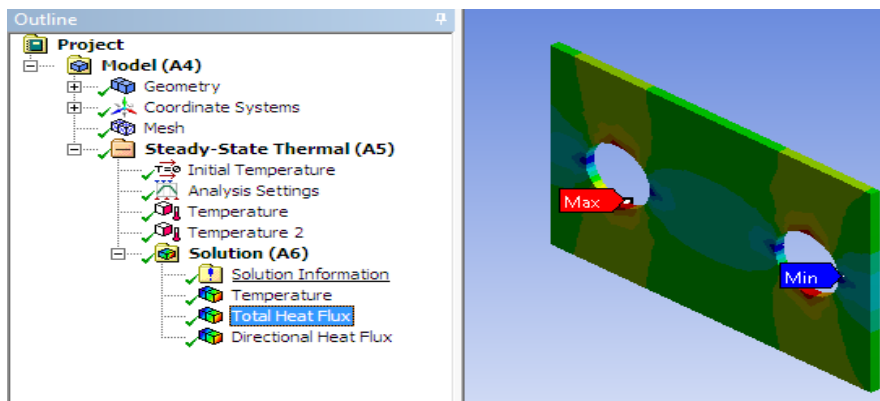 Outline
Project
Model (A4)
Geometry
Coordinate Systems
Mesh
Steady-State Thermal (A5)
T=0 Initial Temperature
Analysis Settings
Temperature
Temperature 2
Solution (A6)
Solution Information
Temperature
Total Heat Flux
Directional Heat Flux
Max
Min